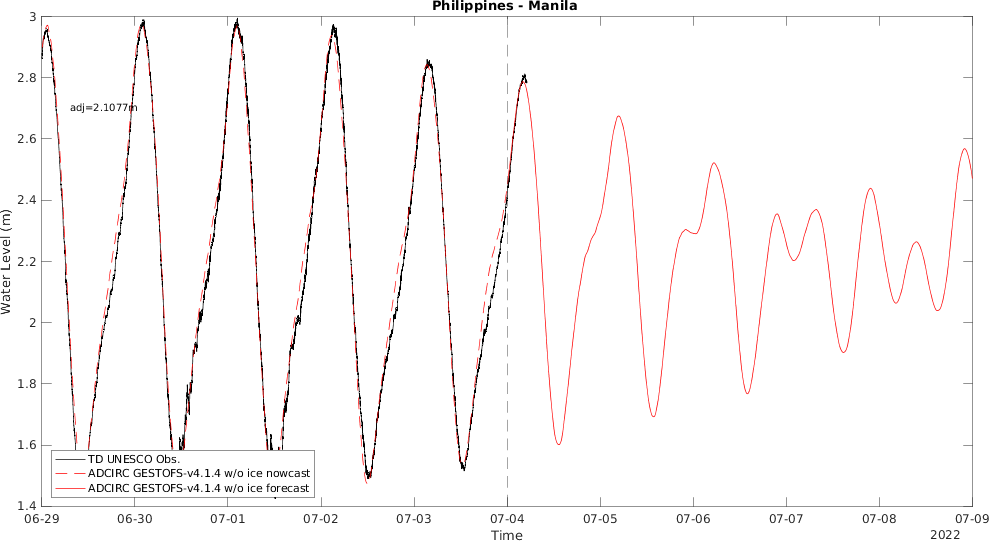 Philippines - Manila
3
2.8
2.6
2.4
2.2
2
1.8
1.6
1.4
Water Level (m)
adj=2.1077m
TD UNESCO Obs.
ADCIRC GESTOFS-v4.1.4 w/o ice nowcast
ADCIRC GESTOFS-v4.1.4 w/o ice forecast
06-29 06-30 07-01 07-02 07-03 07-04 07-05 07-06 07-07 07-08 07-09
Time
2022